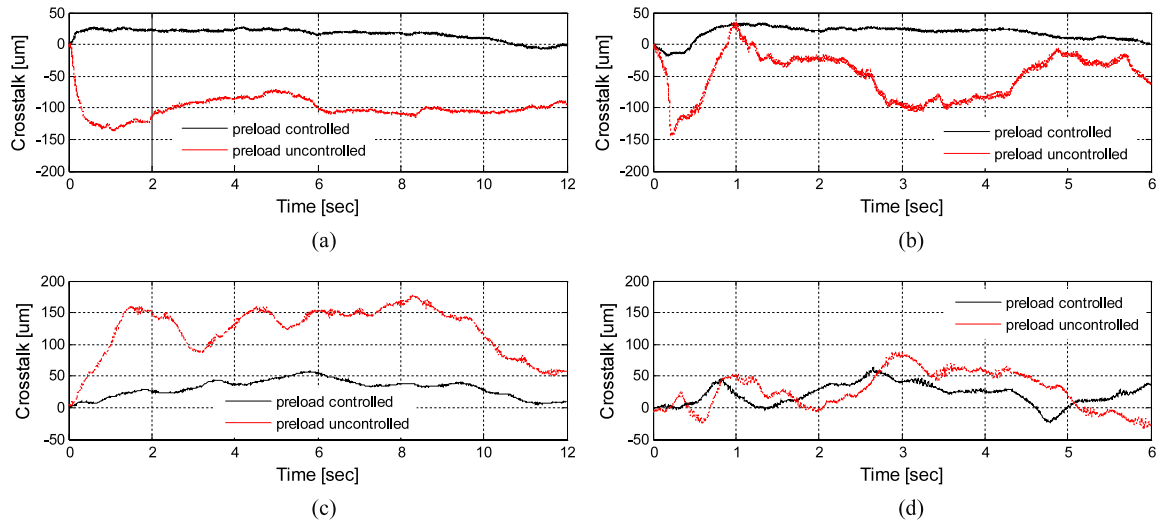 50
0
-50
-100
-150
-200
Crosstalk [um]
preload controlled
preload uncontrolled
0 2 4 6 8 10 12
Time [sec]
(a)
50
0
-50
-100
-150
-200
Crosstalk [um]
preload controlled
preload uncontrolled
0 1 2 3 4 5 6
Time [sec]
(b)
200
150
100
50
0
-50
Crosstalk [um]
preload controlled
preload uncontrolled
0 2 4 6 8 10 12
Time [sec]
(c)
200
150
100
50
0
-50
Crosstalk [um]
preload controlled
preload uncontrolled
0 1 2 3 4 5 6
Time [sec]
(d)